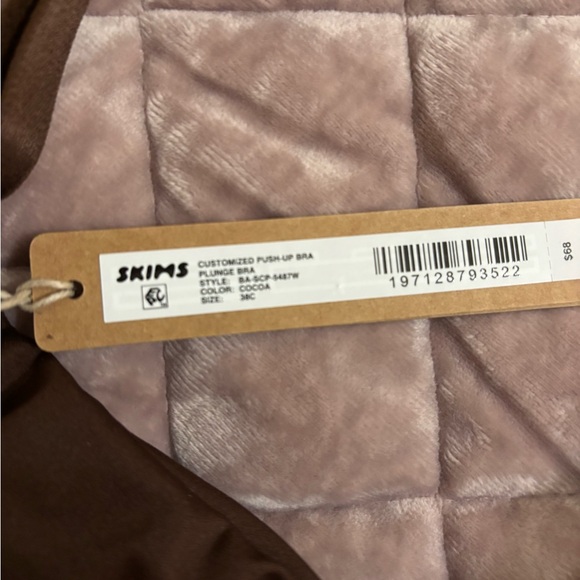 SKIMS
CUSTOMIZED PUSH-UP BRA
PLUNGE BRA
STYLE: BA-SCP-5487W
COLOR: COCOA
SIZE: 38C
197128793522
$68